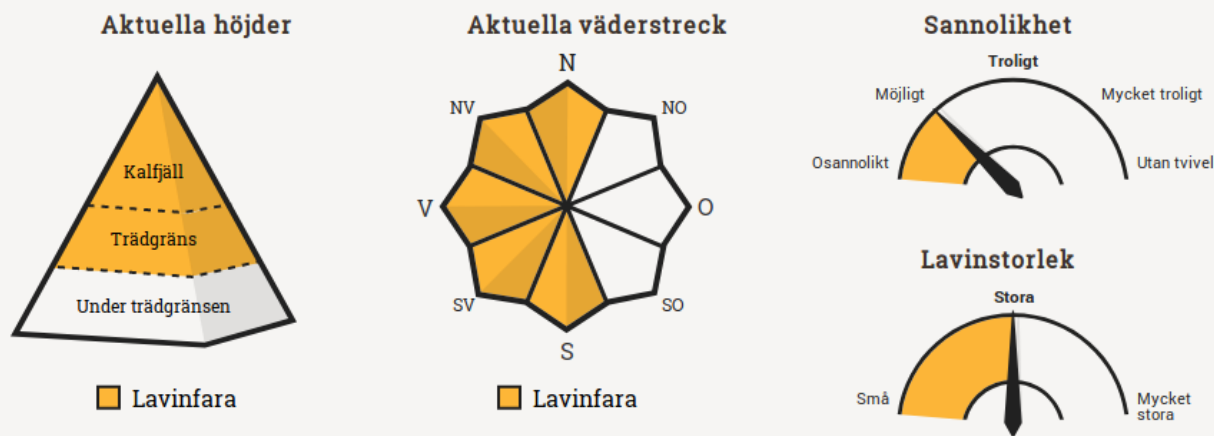 Aktuella höjder
Kalfjäll
Trädgräns
Under trädgränsen
Lavinfara
Aktuella väderstreck
N
NV
NO
V
O
SV
SO
S
Lavinfara
Sannolikhet
Troligt
Möjligt
Mycket troligt
Osannolikt
Utan tvivel
Lavinstorlek
Stora
Små
Mycket
stora